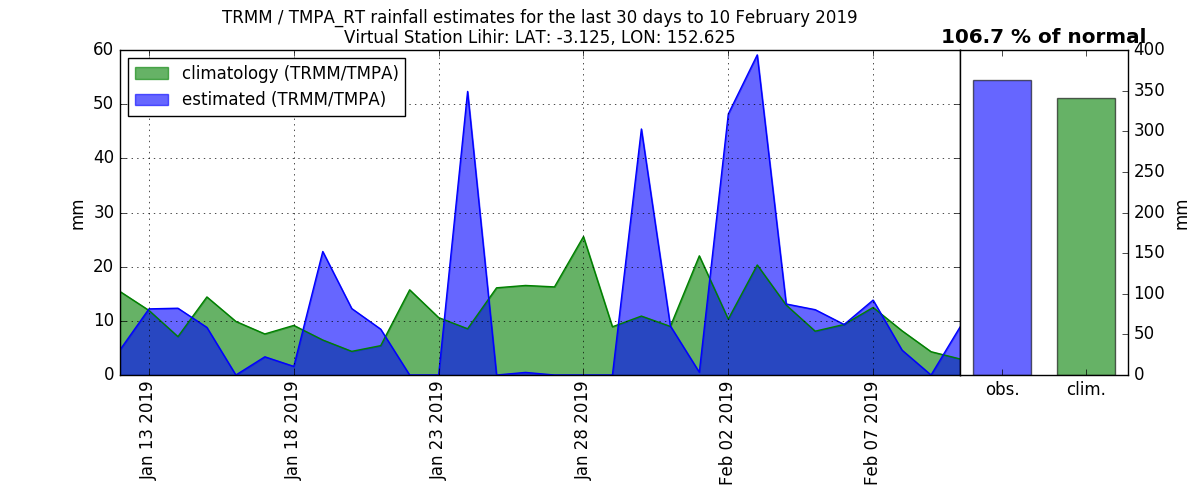 TRMM / TMPA_RT rainfall estimates for the last 30 days to 10 February 2019
Virtual Station Lihir: LAT: -3.125, LON: 152.625
106.7 % of normal
climatology (TRMM/TMPA)
estimated (TRMM/TMPA)
60
50
40
30
20
10
0
mm
Jan 13 2019
Jan 18 2019
Jan 23 2019
Jan 28 2019
Feb 02 2019
Feb 07 2019
obs.
clim.
400
350
300
250
200
150
100
50
0
mm